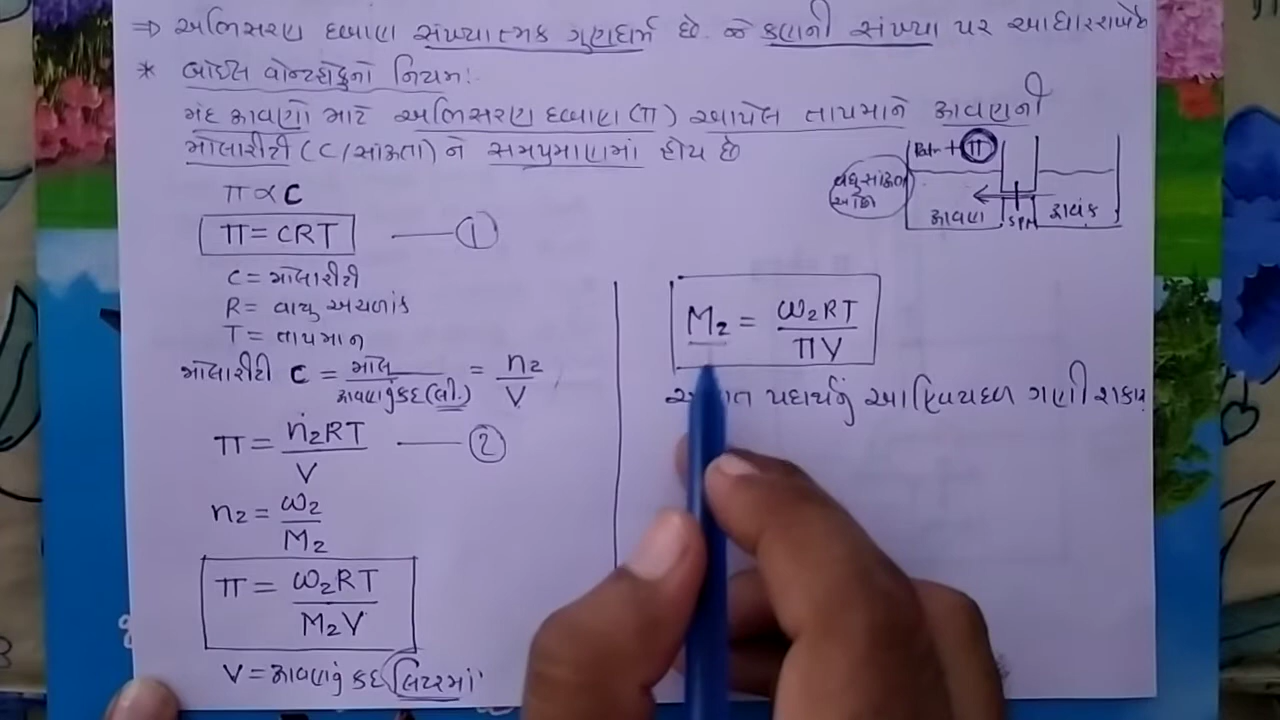 ⇒ અભિસરણ દબાણ સંખ્યાત્મક ગુણધર્મ છે. જે કણની સંખ્યા પર આધાર રાખે છે
* વોન્ટહોફનો નિયમ:
મંદ દ્રાવણો માટે અભિસરણ દબાણ (π) આપેલ તાપમાને દ્રાવણની
મોલારીટી (C/સાંદ્રતા) ને સમપ્રમાણમાં હોય છે
π ∝ C
π = CRT ——— ①
C = મોલારીટી
R = વાયુ અચળાંક
T = તાપમાન
મોલારીટી C = મોલ / દ્રાવણનું કદ (લી.) = n₂ / V
π = n₂RT / V ——— ②
n₂ = ω₂ / M₂
π = ω₂RT / M₂V
V = દ્રાવણનું કદ લિટરમાં
+ π
વધુ સાંદ્રતા
દ્રાવણ
SPM
દ્રાવક
M₂ = ω₂RT / πV
પદાર્થનું આણ્વિયદળ ગણી શકાય